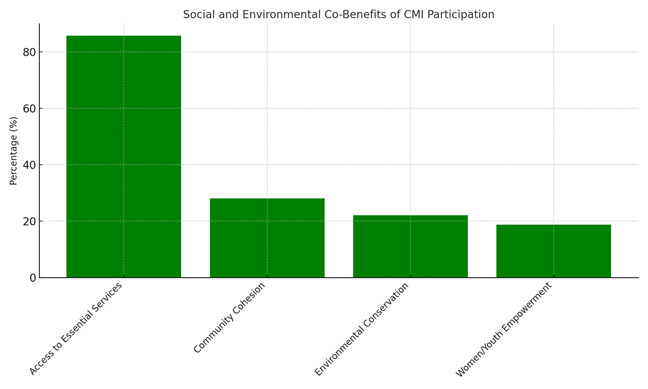 Social and Environmental Co-Benefits of CMI Participation
Percentage (%)
80
60
40
20
0
Access to Essential Services
Community Cohesion
Environmental Conservation
Women/Youth Empowerment